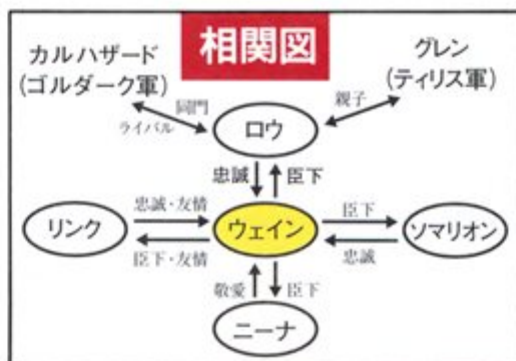 相関図
カルハザード
(ゴルダーク軍)
グレン
(ティリス軍)
同門
ライバル
親子
ロウ
忠誠
臣下
忠誠・友情
臣下
リンク
ウェイン
ソマリオン
臣下・友情
忠誠
敬愛
臣下
ニーナ